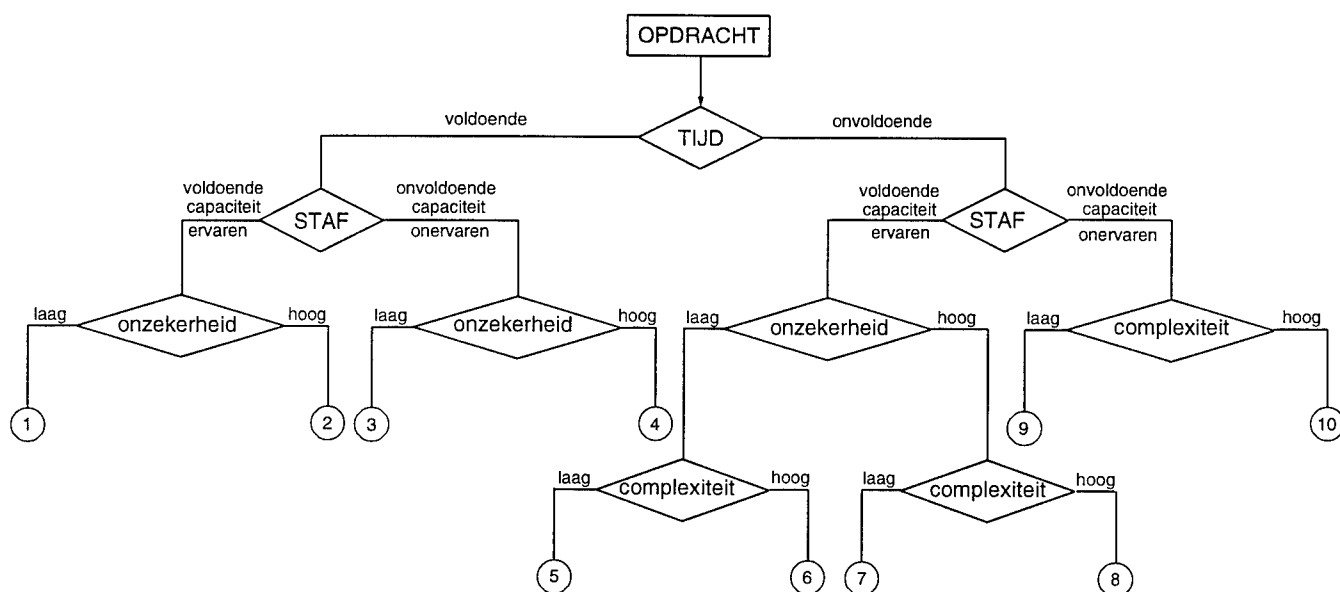 OPDRACHT
voldoende
TIJD
onvoldoende
voldoende
capaciteit
ervaren
STAF
onvoldoende
capaciteit
onervaren
voldoende
capaciteit
ervaren
STAF
onvoldoende
capaciteit
onervaren
laag
onzekerheid
hoog
laag
onzekerheid
hoog
laag
onzekerheid
hoog
laag
complexiteit
hoog
1
2
3
4
9
10
laag
complexiteit
hoog
laag
complexiteit
hoog
5
6
7
8